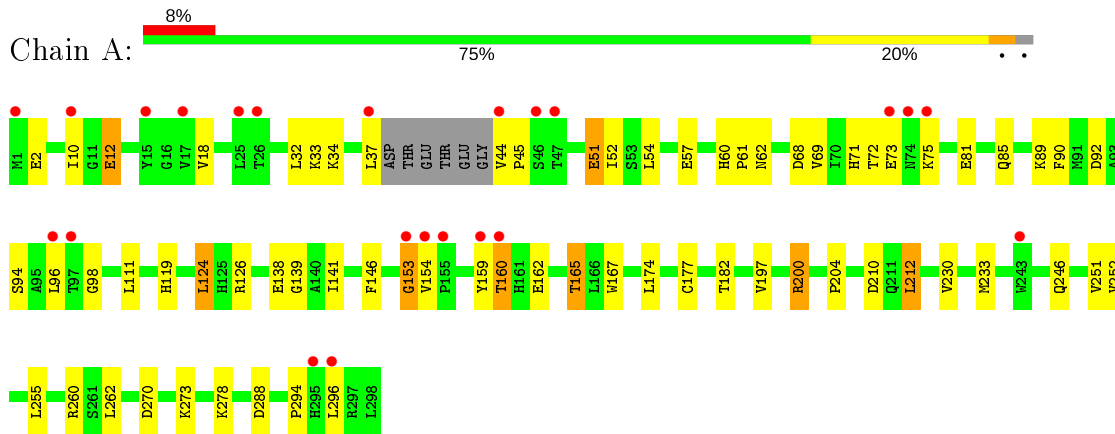 8%
Chain A:
75% 20% • •
M1 E2 I10 G11 E12 Y15 G16 V17 V18 L25 T26 L32 K33 K34 L37 ASP THR GLU THR GLU GLY V44 P45 S46 T47 E51 I52 S53 L54 E57 H60 P61 N62 D68 V69 I70 H71 T72 E73 N74 K75 E81 Q85 K89 F90 M91 D92 A93
S94 A95 L96 T97 G98 L111 H119 L124 H125 R126 E138 G139 A140 I141 F146 G153 V154 P155 Y159 T160 H161 E162 T165 L166 W167 L174 C177 T182 V197 R200 P204 D210 Q211 L212 V230 M233 W243 Q246 V251 V252
L255 R260 S261 L262 D270 K273 K278 D288 P294 H295 L296 R297 L298